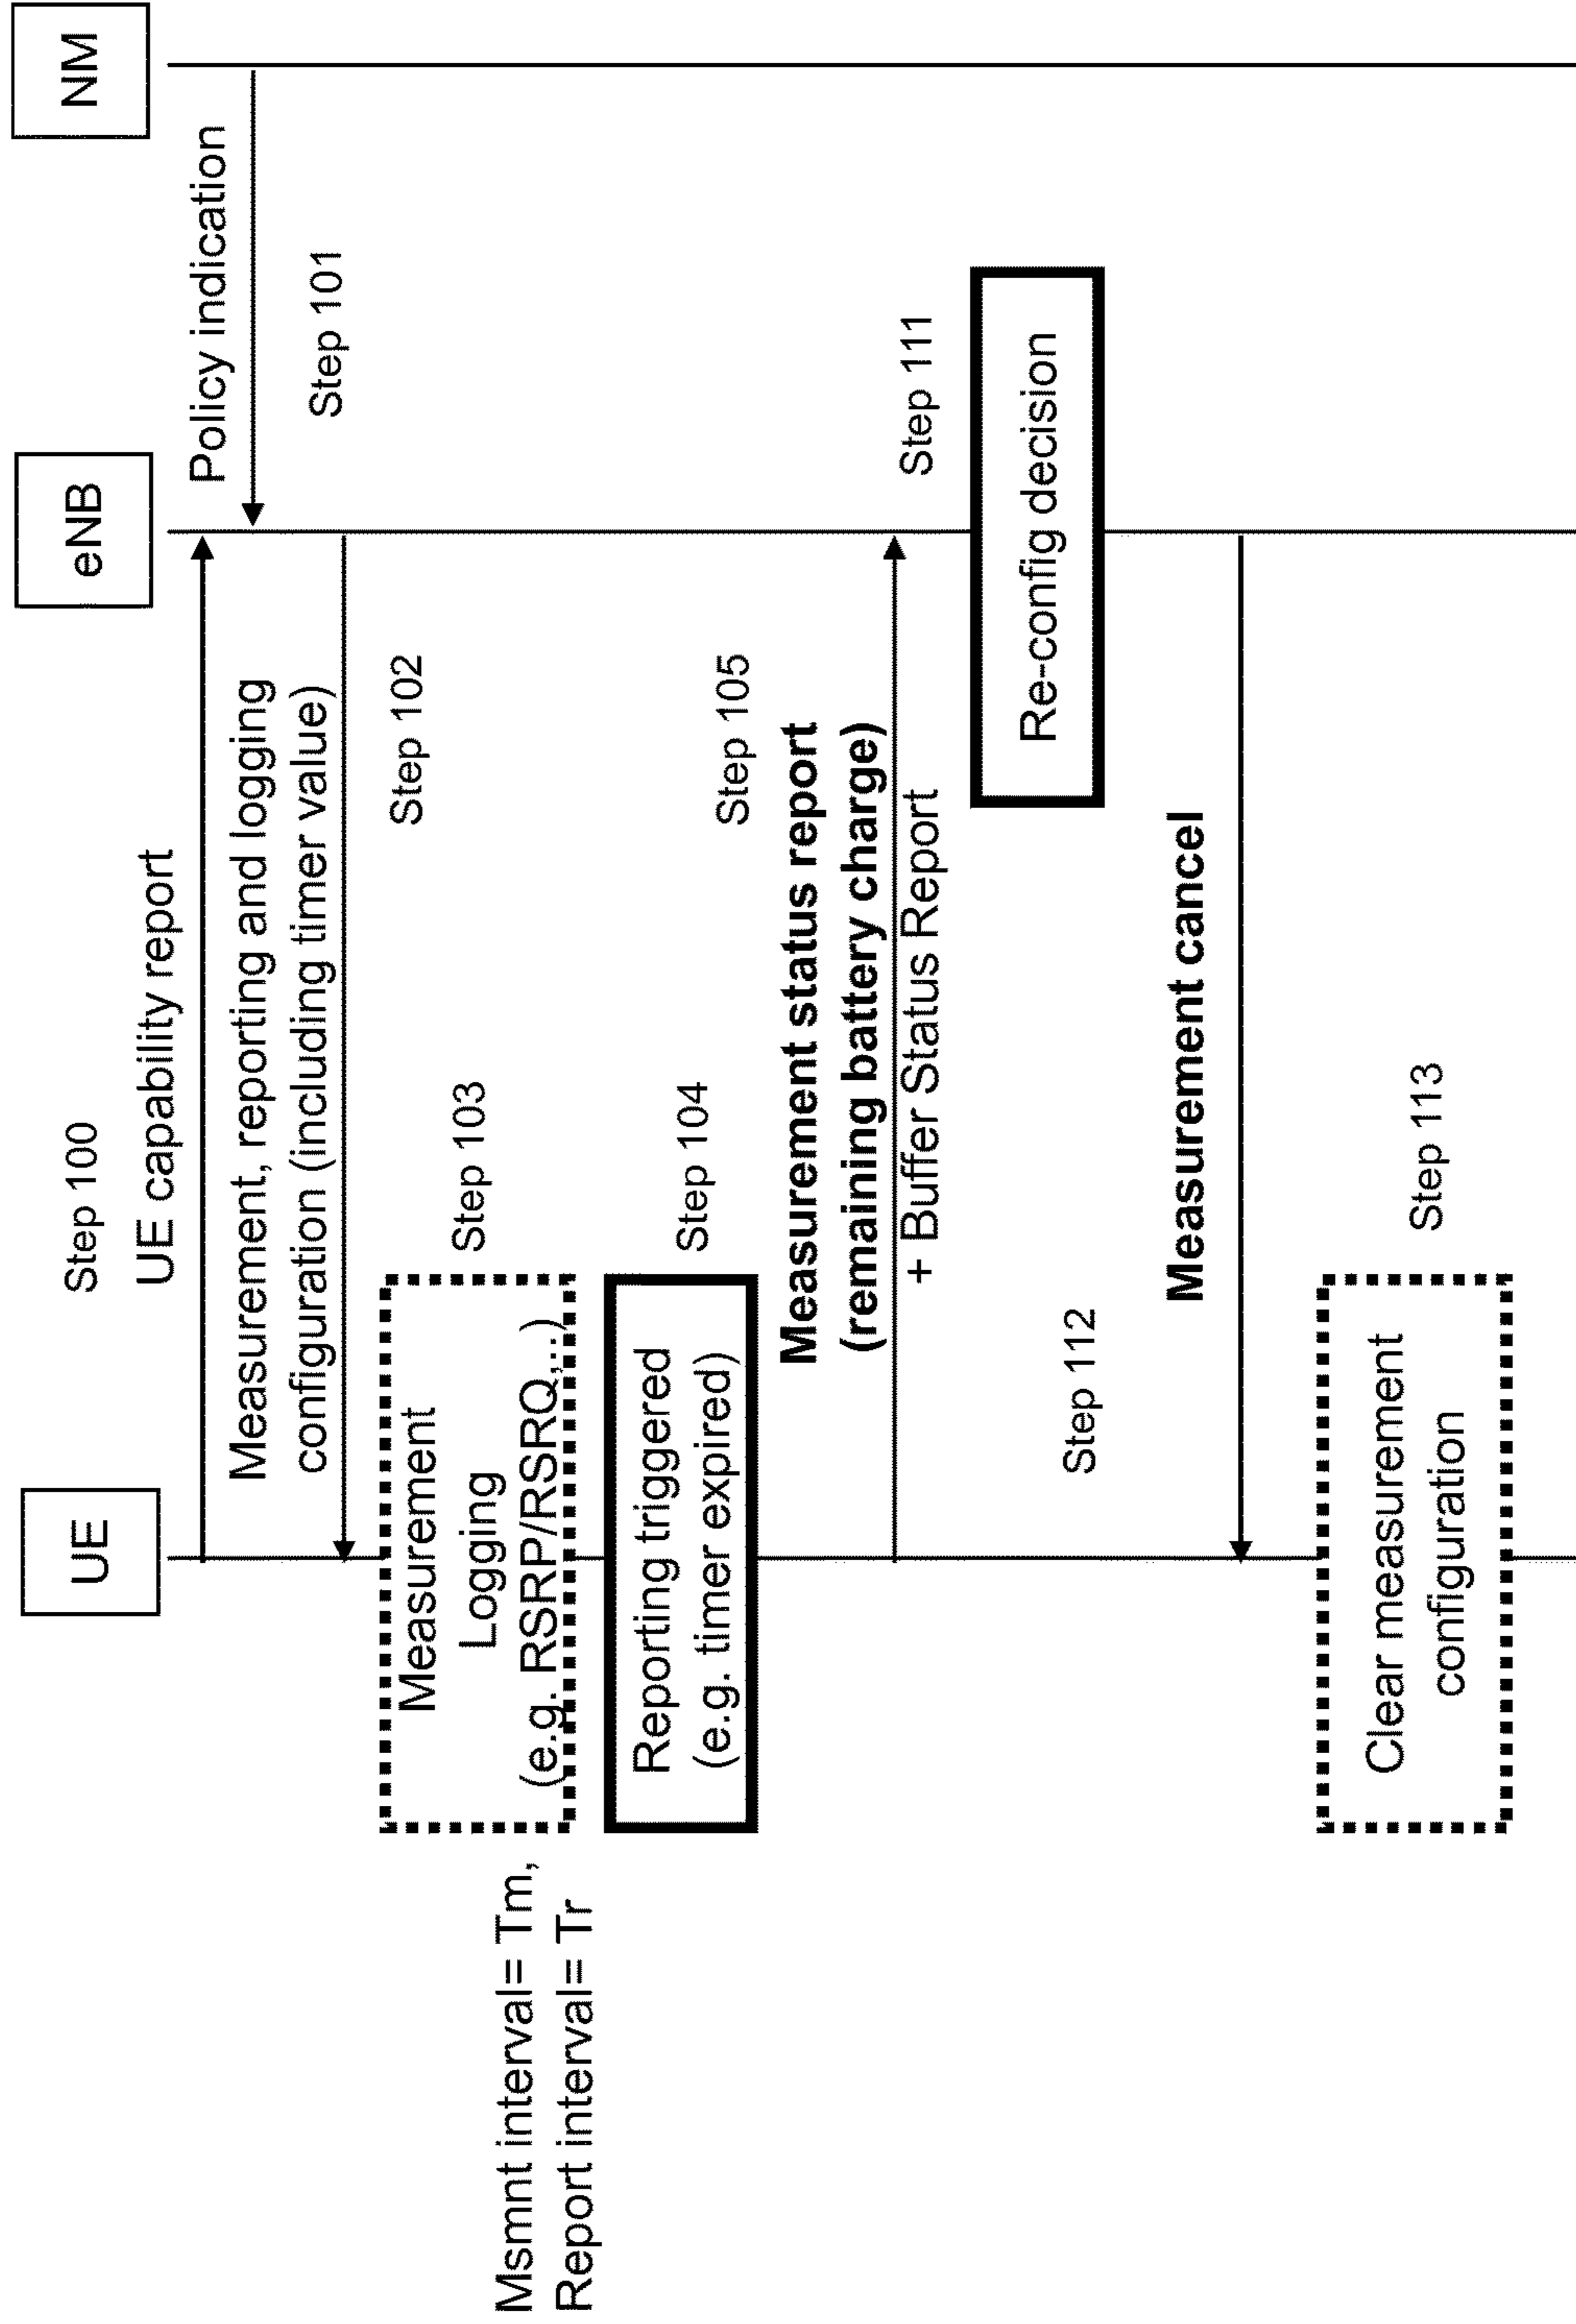 UE
eNB
NM
Step 100
UE capability report
Policy indication
Step 101
Measurement, reporting and logging
configuration (including timer value)
Step 102
Msmnt interval= Tm,
Report interval= Tr
Measurement
Logging
(e.g. RSRP/RSRQ,..)
Step 103
Reporting triggered
(e.g. timer expired)
Step 104
Step 105
Measurement status report
(remaining battery charge)
+ Buffer Status Report
Step 111
Re-config decision
Step 112
Measurement cancel
Clear measurement
configuration
Step 113